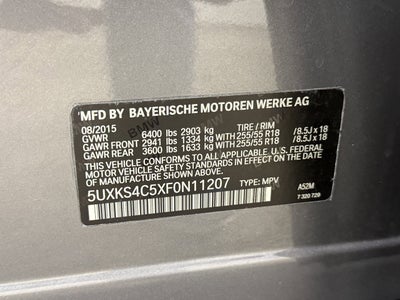 MFD BY BAYERISCHE MOTOREN WERKE AG
08/2015 TIRE / RIM
GVWR 6400 lbs 2903 kg
GAWR FRONT 2941 lbs 1334 kg 255/55 R18 /8.5J x 18
GAWR REAR 3600 lbs 1633 kg 255/55 R18 /8.5J x 18
THIS VEHICLE CONFORMS TO ALL APPLICABLE U.S. FEDERAL
MOTOR VEHICLE SAFETY STANDARDS IN EFFECT ON THE
DATE OF MANUFACTURE SHOWN ABOVE.
5UXKS4C5XF0N11207 TYPE: MPV A52M
7 320 720